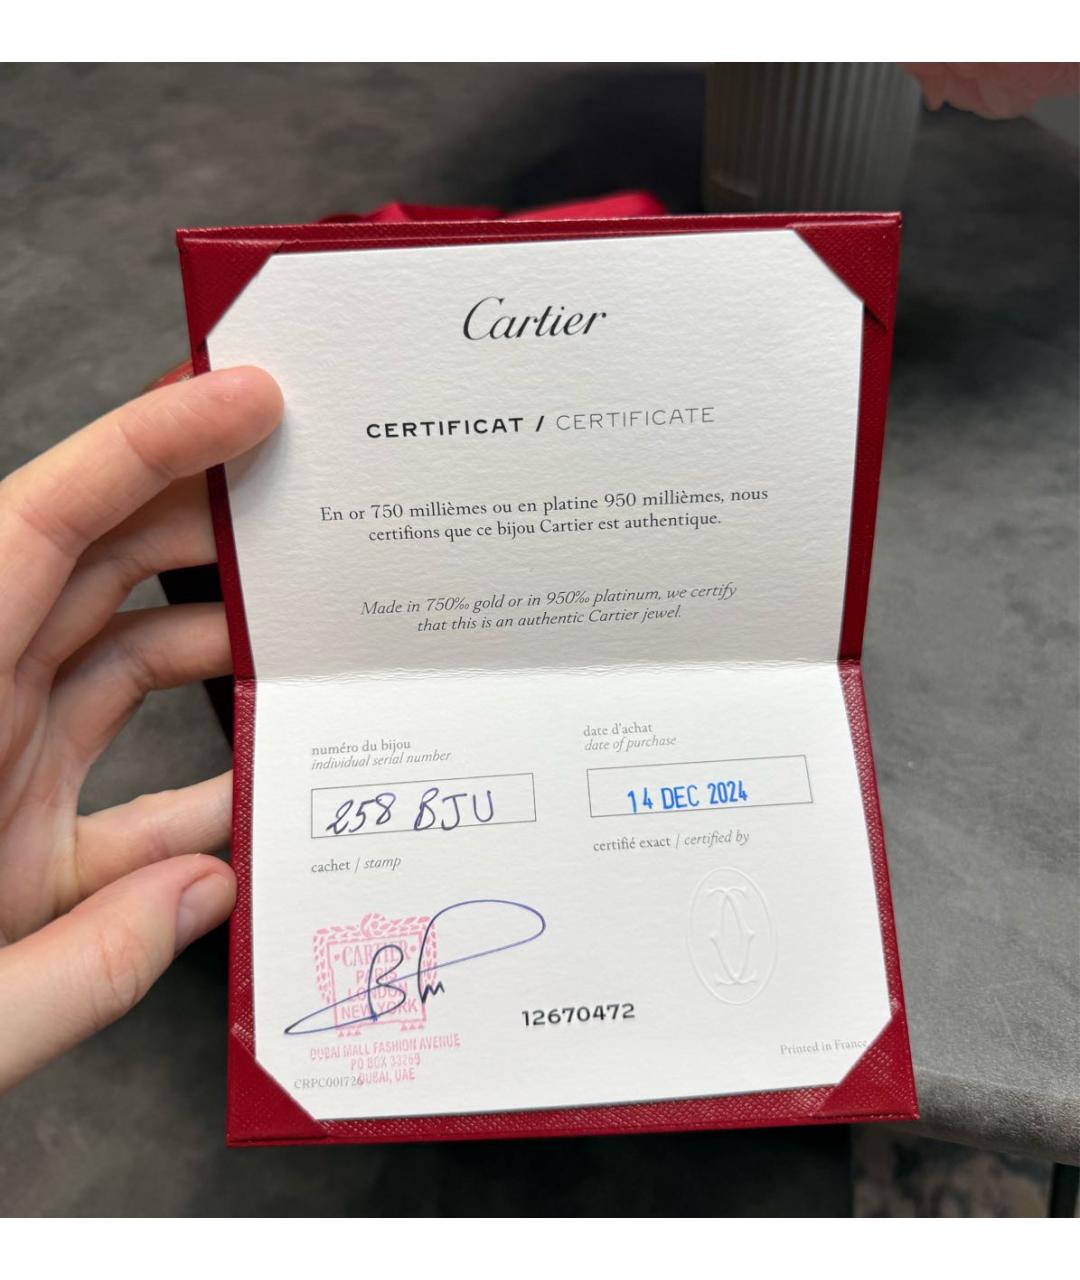 Cartier
CERTIFICAT / CERTIFICATE
En or 750 millièmes ou en platine 950 millièmes, nous
certifions que ce bijou Cartier est authentique.
Made in 750‰ gold or in 950‰ platinum, we certify
that this is an authentic Cartier jewel.
numéro du bijou
individual serial number
258 BJU
date d'achat
date of purchase
14 DEC 2024
cachet / stamp
certifié exact / certified by
CARTIER
PARIS
LONDON
NEW YORK
DUBAI MALL FASHION AVENUE
PO BOX 33269
DUBAI, UAE
CRPC001726
12670472
Printed in France